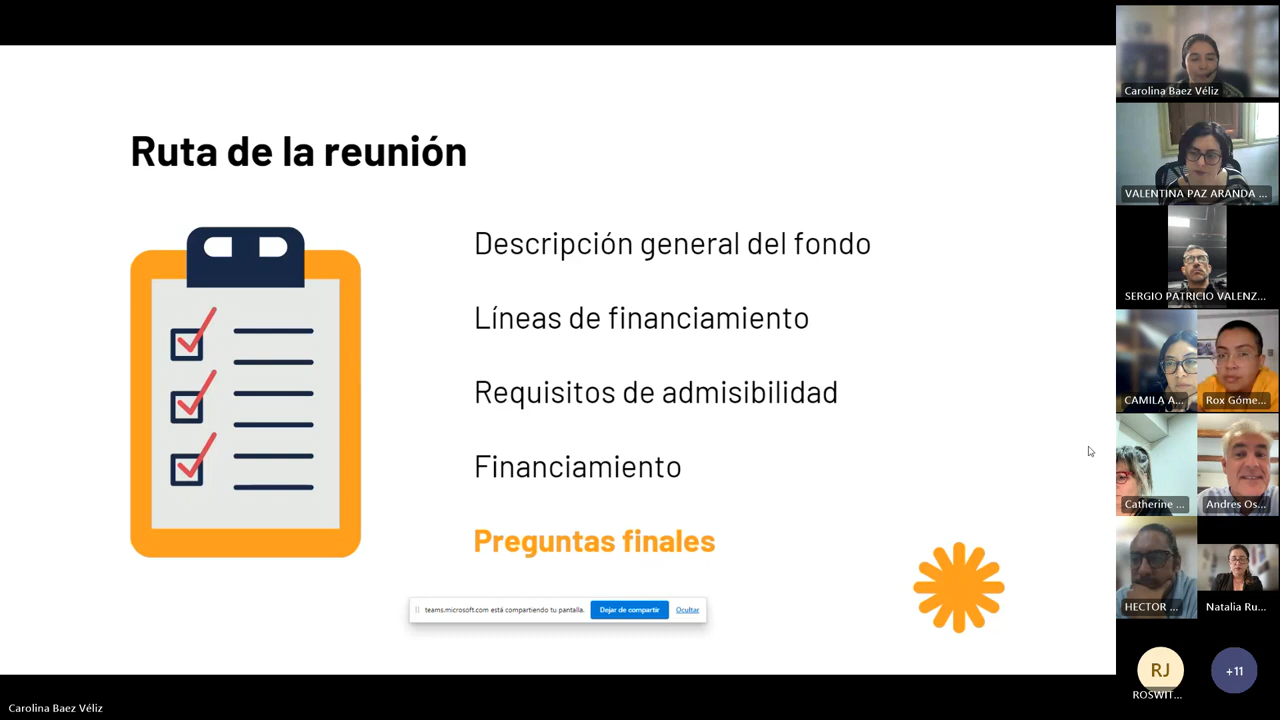 Ruta de la reunión
Descripción general del fondo
Líneas de financiamiento
Requisitos de admisibilidad
Financiamiento
Preguntas finales
teams.microsoft.com está compartiendo tu pantalla.
Dejar de compartir
Ocultar
Carolina Baez Véliz
VALENTINA PAZ ARANDA ...
SERGIO PATRICIO VALENZ...
CAMILA A...
Rox Góme...
Catherine ...
Andres Os...
HECTOR ...
Natalia Ru...
RJ
ROSWIT...
+11
Carolina Baez Véliz